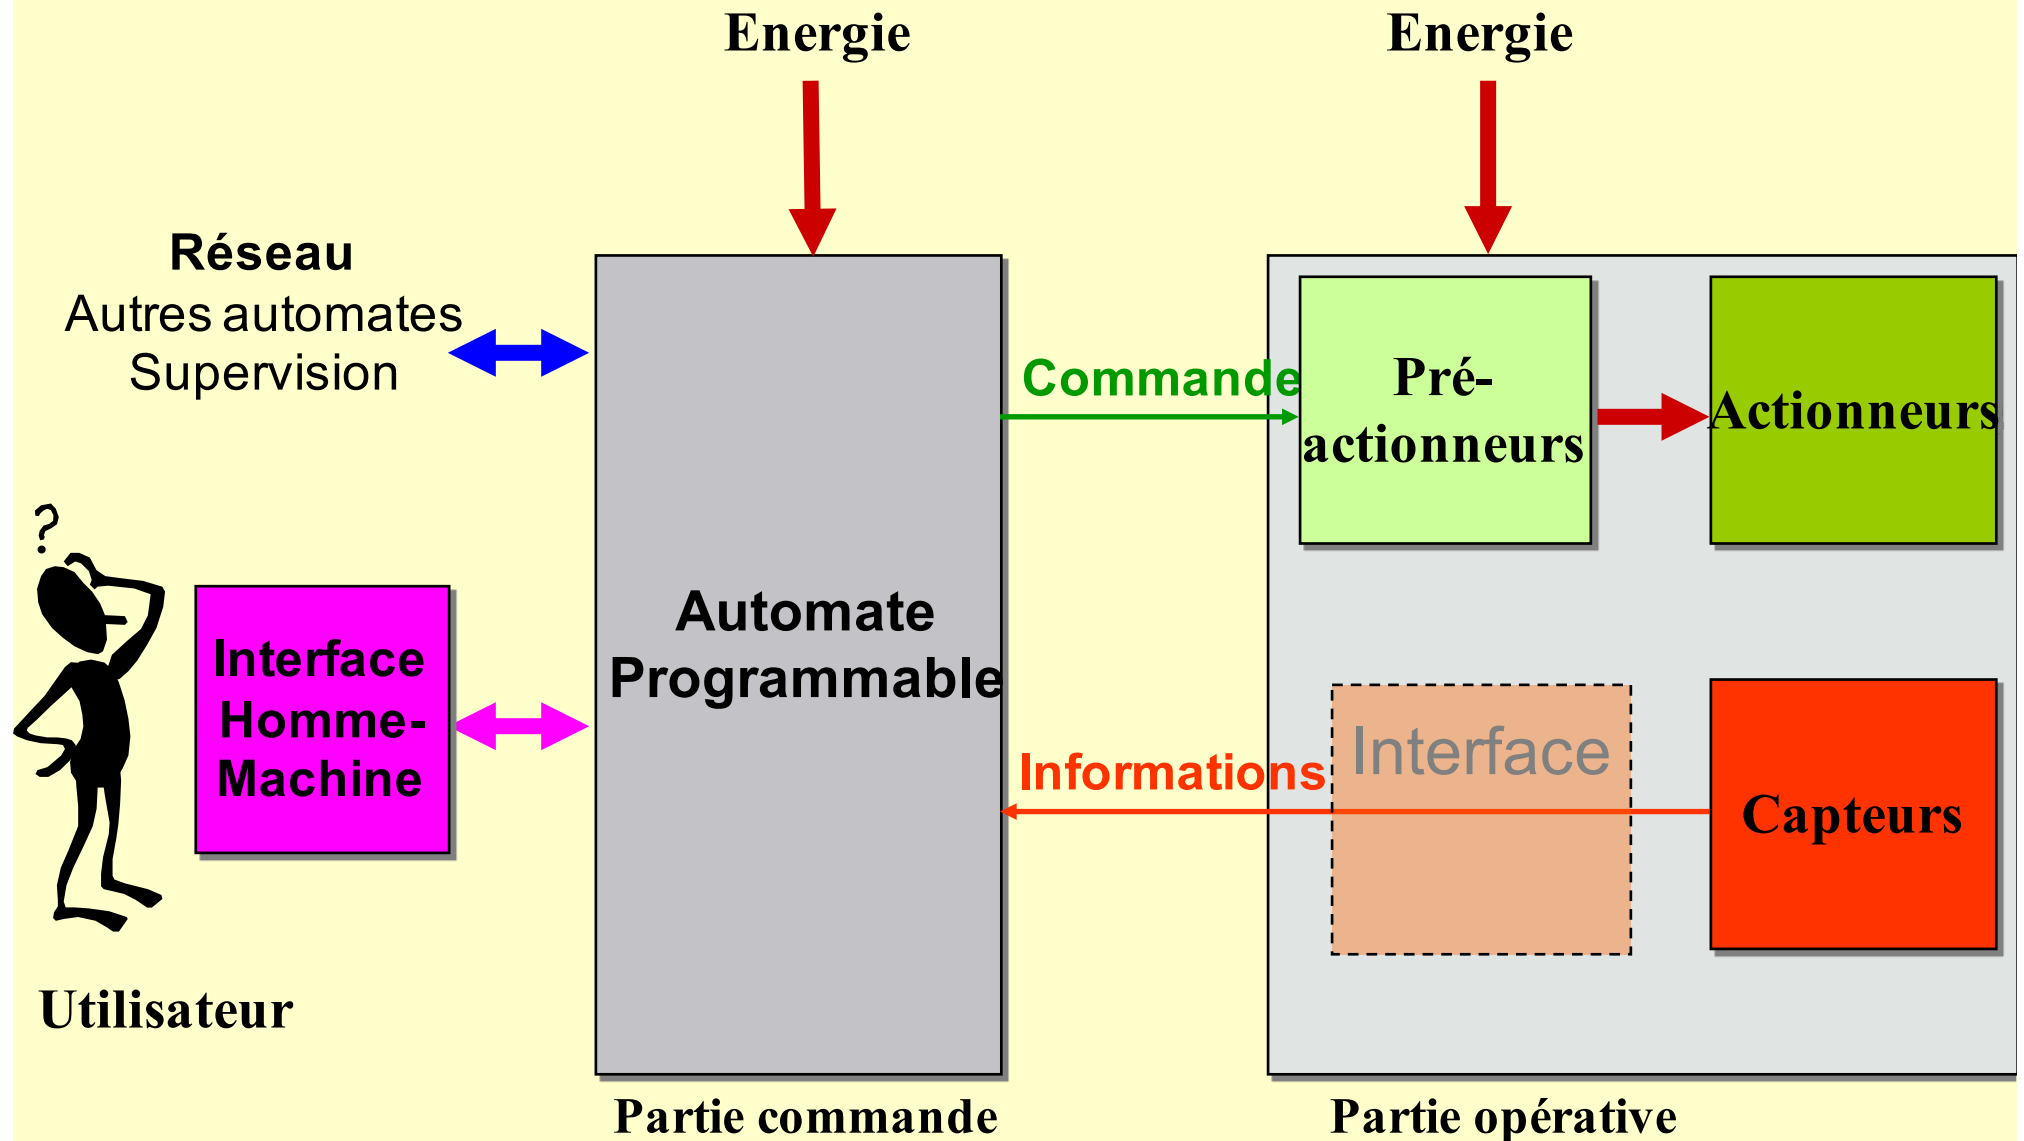 Energie
Energie
Réseau
Autres automates
Supervision
Commande
Pré-
actionneurs
Actionneurs
?
Automate
Programmable
Interface
Homme-
Machine
Informations
Interface
Capteurs
Utilisateur
Partie commande
Partie opérative